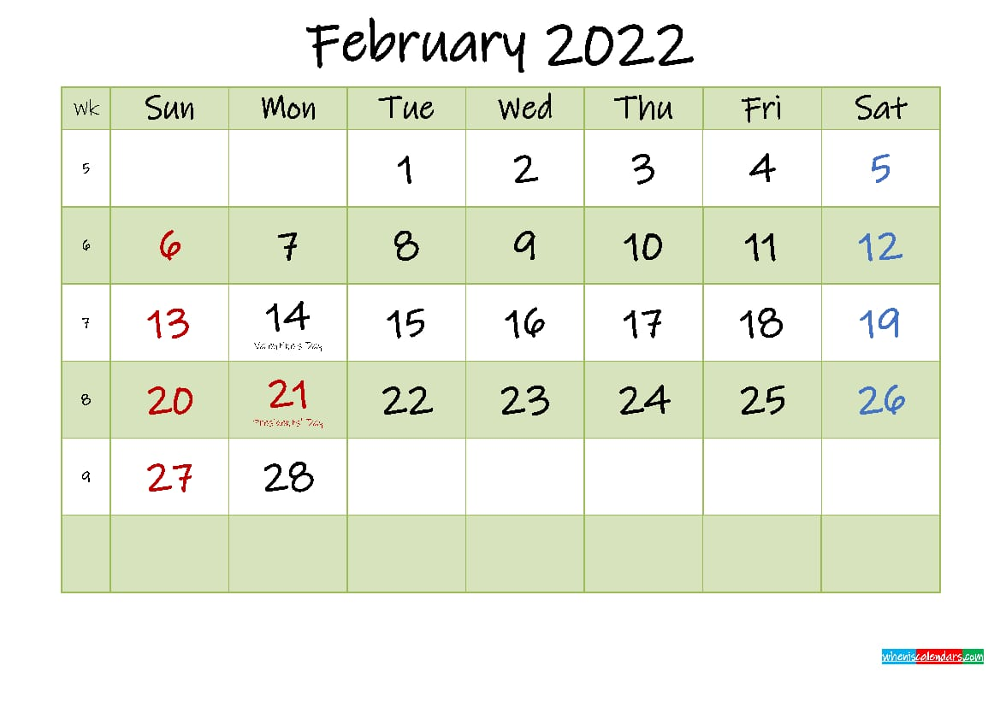 February 2022
Wk Sun Mon Tue Wed Thu Fri Sat
5 1 2 3 4 5
6 6 7 8 9 10 11 12
7 13 14 15 16 17 18 19
Valentine's Day
8 20 21 22 23 24 25 26
Presidents' Day
9 27 28
wheniscalendars.com